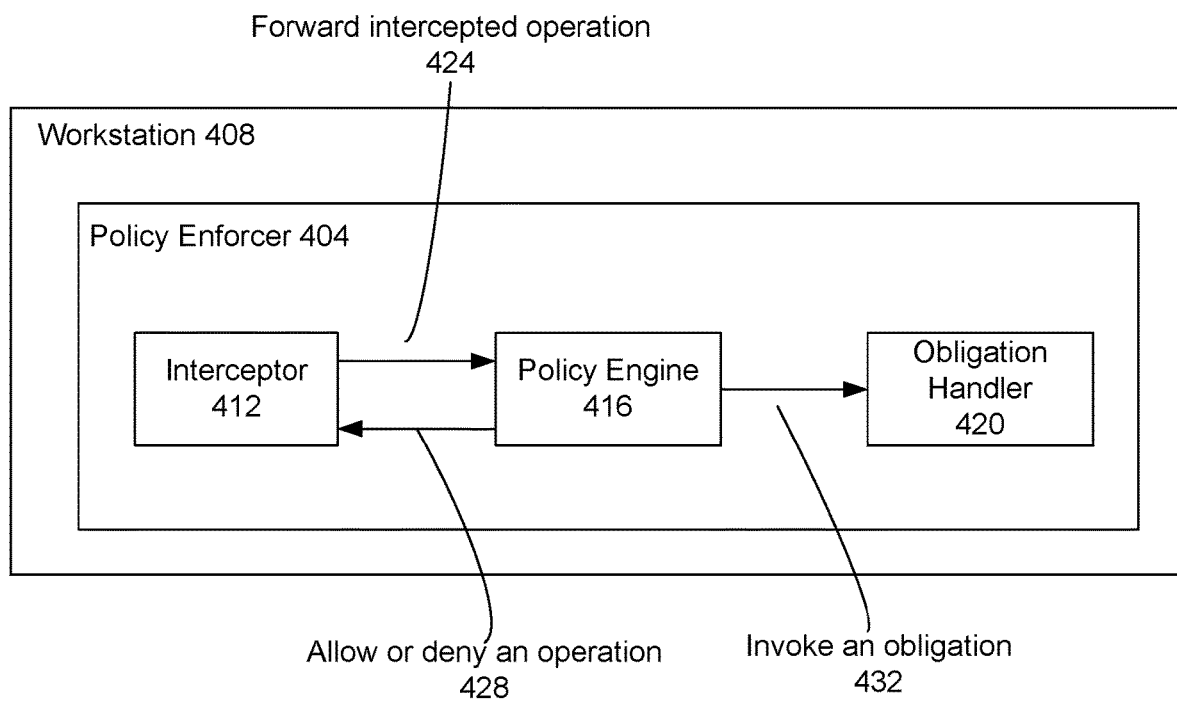 Forward intercepted operation
424
Workstation 408
Policy Enforcer 404
Interceptor
412
Policy Engine
416
Obligation
Handler
420
Allow or deny an operation
428
Invoke an obligation
432